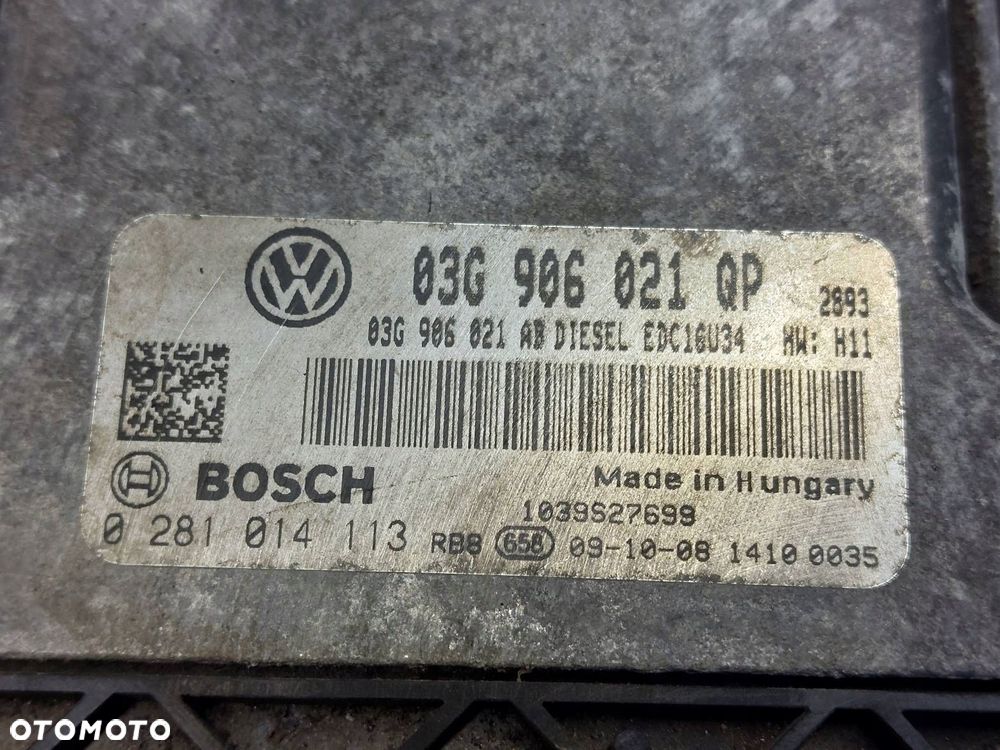 03G 906 021 QP 2893
03G 906 021 AB DIESEL EDC16U34 HW: H11
BOSCH
Made in Hungary
1039S27699
0 281 014 113 RB8 658 09-10-08 1410 0035
OTOMOTO